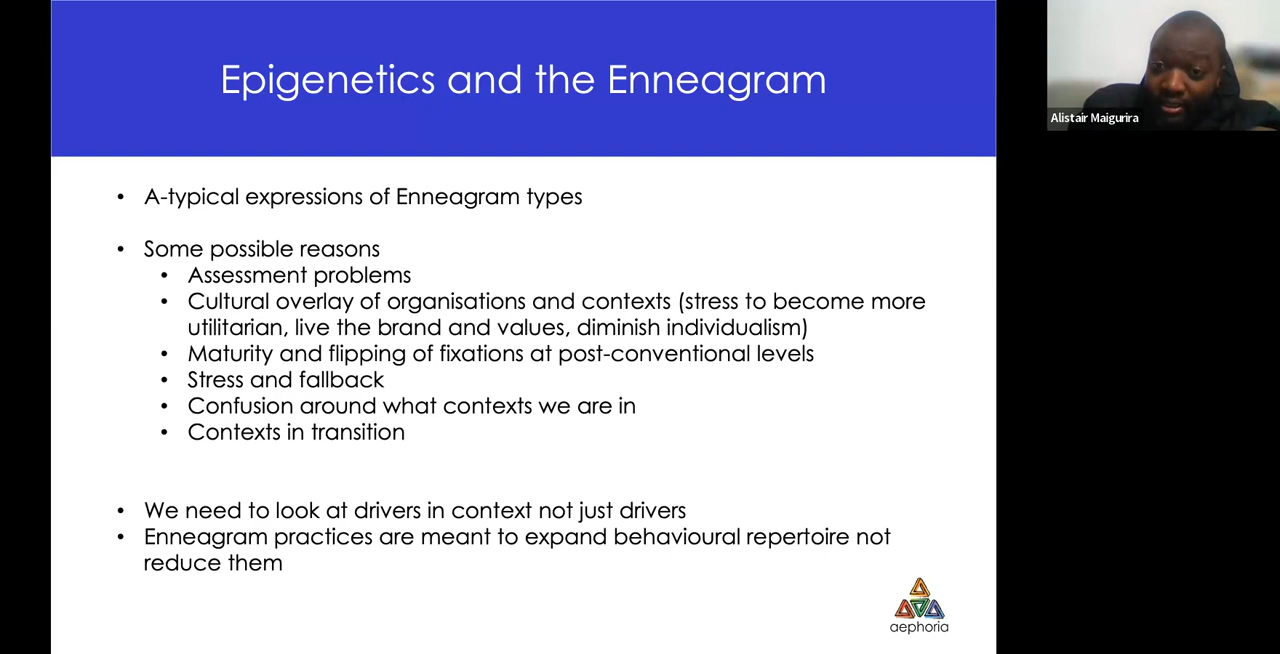 Epigenetics and the Enneagram
Alistair Maigurira
• A-typical expressions of Enneagram types
• Some possible reasons
• Assessment problems
• Cultural overlay of organisations and contexts (stress to become more
utilitarian, live the brand and values, diminish individualism)
• Maturity and flipping of fixations at post-conventional levels
• Stress and fallback
• Confusion around what contexts we are in
• Contexts in transition
• We need to look at drivers in context not just drivers
• Enneagram practices are meant to expand behavioural repertoire not
reduce them
aephoria